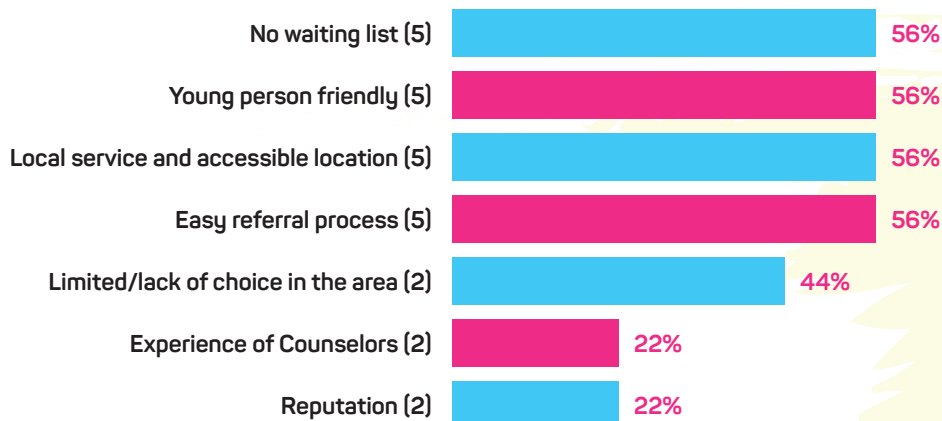 No waiting list (5) 56%
Young person friendly (5) 56%
Local service and accessible location (5) 56%
Easy referral process (5) 56%
Limited/lack of choice in the area (2) 44%
Experience of Counselors (2) 22%
Reputation (2) 22%